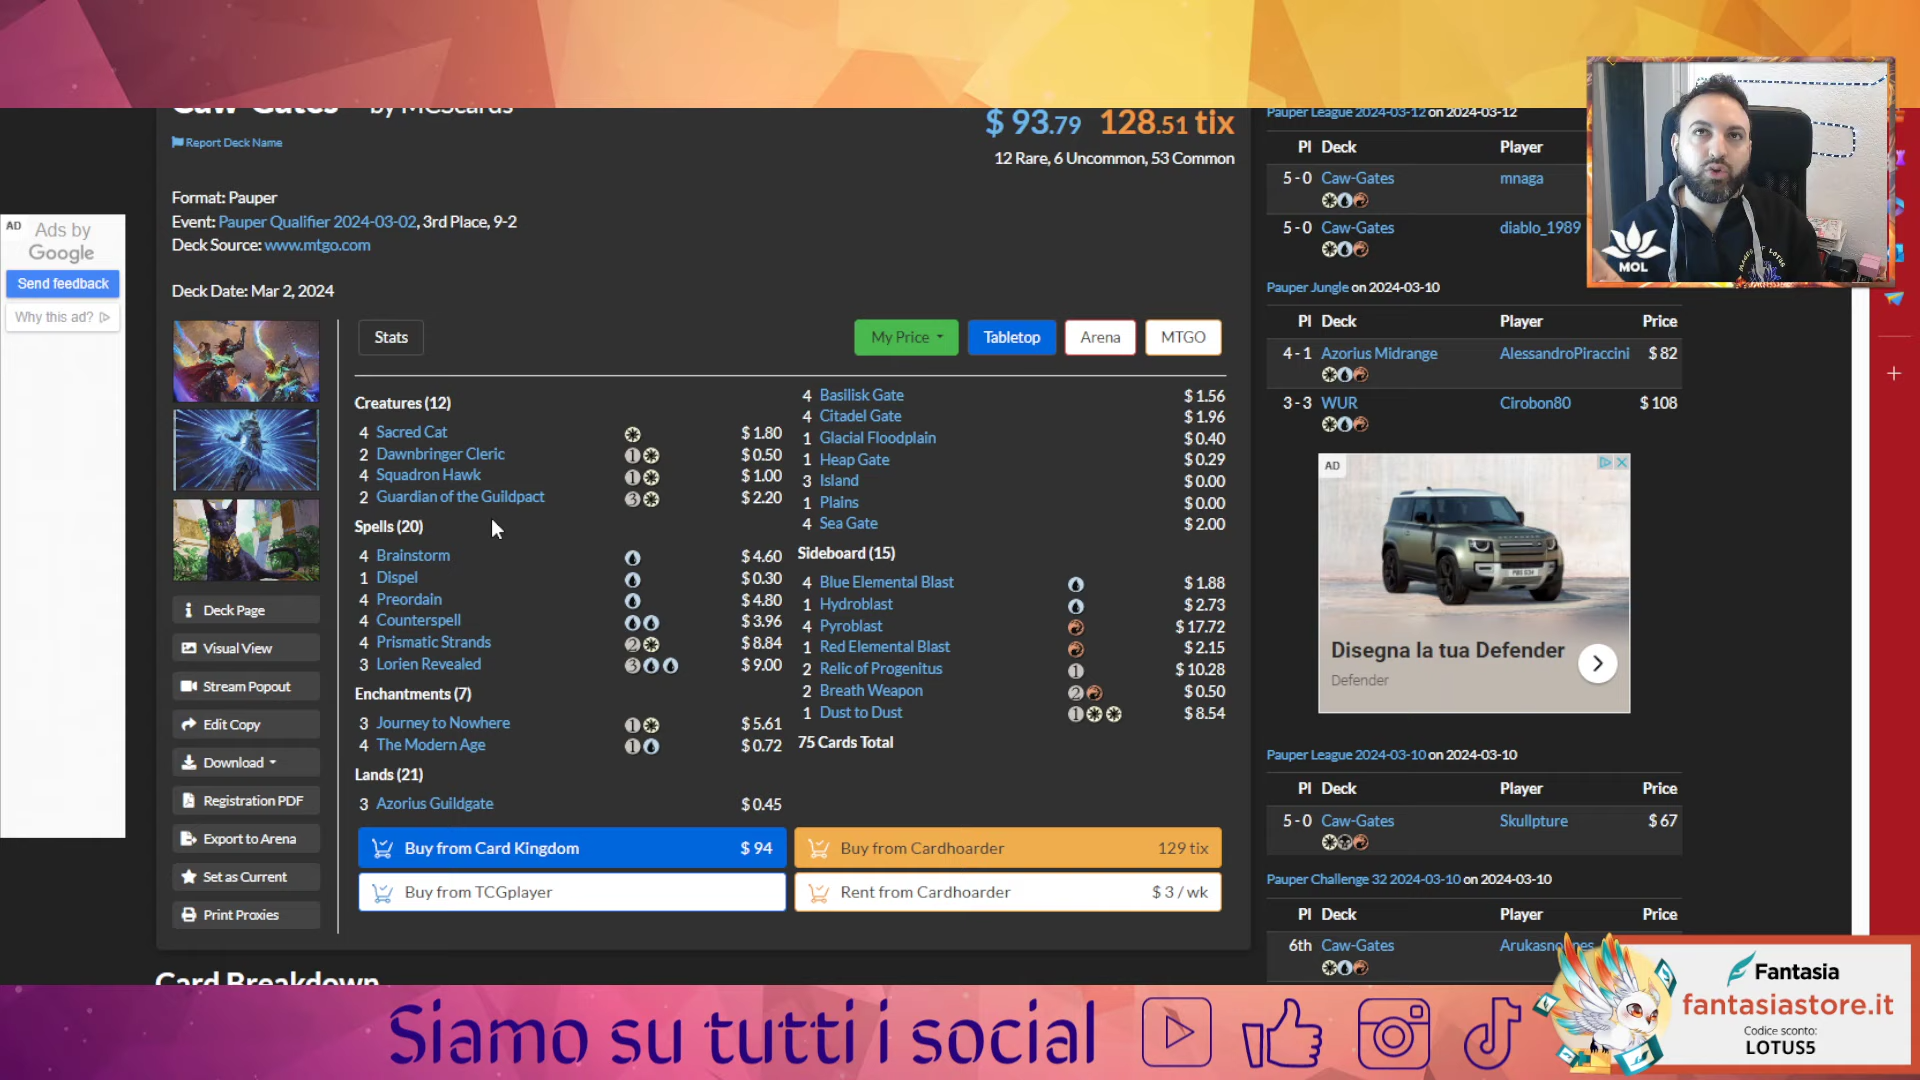 Caw-Gates by MCScards
Report Deck Name
$ 93.79 128.51 tix
12 Rare, 6 Uncommon, 53 Common
Format: Pauper
Event: Pauper Qualifier 2024-03-02, 3rd Place, 9-2
Deck Source: www.mtgo.com
Deck Date: Mar 2, 2024
AD
Ads by
Google
Send feedback
Why this ad?
Stats
My Price
Tabletop
Arena
MTGO
Creatures (12)
4 Sacred Cat $ 1.80
2 Dawnbringer Cleric 1 $ 0.50
4 Squadron Hawk 1 $ 1.00
2 Guardian of the Guildpact 3 $ 2.20
Spells (20)
4 Brainstorm $ 4.60
1 Dispel $ 0.30
4 Preordain $ 4.80
4 Counterspell $ 3.96
4 Prismatic Strands 2 $ 8.84
3 Lorien Revealed 3 $ 9.00
Enchantments (7)
3 Journey to Nowhere 1 $ 5.61
4 The Modern Age 1 $ 0.72
Lands (21)
3 Azorius Guildgate $ 0.45
4 Basilisk Gate $ 1.56
4 Citadel Gate $ 1.96
1 Glacial Floodplain $ 0.40
1 Heap Gate $ 0.29
3 Island $ 0.00
1 Plains $ 0.00
4 Sea Gate $ 2.00
Sideboard (15)
4 Blue Elemental Blast $ 1.88
1 Hydroblast $ 2.73
4 Pyroblast $ 17.72
1 Red Elemental Blast $ 2.15
2 Relic of Progenitus 1 $ 10.28
2 Breath Weapon 2 $ 0.50
1 Dust to Dust 1 $ 8.54
75 Cards Total
Deck Page
Visual View
Stream Popout
Edit Copy
Download
Registration PDF
Export to Arena
Set as Current
Print Proxies
Buy from Card Kingdom $ 94
Buy from Cardhoarder 129 tix
Buy from TCGplayer
Rent from Cardhoarder $ 3 / wk
Card Breakdown
Pauper League 2024-03-12 on 2024-03-12
Pl Deck Player
5 - 0 Caw-Gates mnaga
5 - 0 Caw-Gates diablo_1989
Pauper Jungle on 2024-03-10
Pl Deck Player Price
4 - 1 Azorius Midrange AlessandroPiraccini $ 82
3 - 3 WUR Cirobon80 $ 108
AD
Disegna la tua Defender
Defender
Pauper League 2024-03-10 on 2024-03-10
Pl Deck Player Price
5 - 0 Caw-Gates Skullpture $ 67
Pauper Challenge 32 2024-03-10 on 2024-03-10
Pl Deck Player Price
6th Caw-Gates
MOL
Siamo su tutti i social
Fantasia
fantasiastore.it
Codice sconto:
LOTUS5